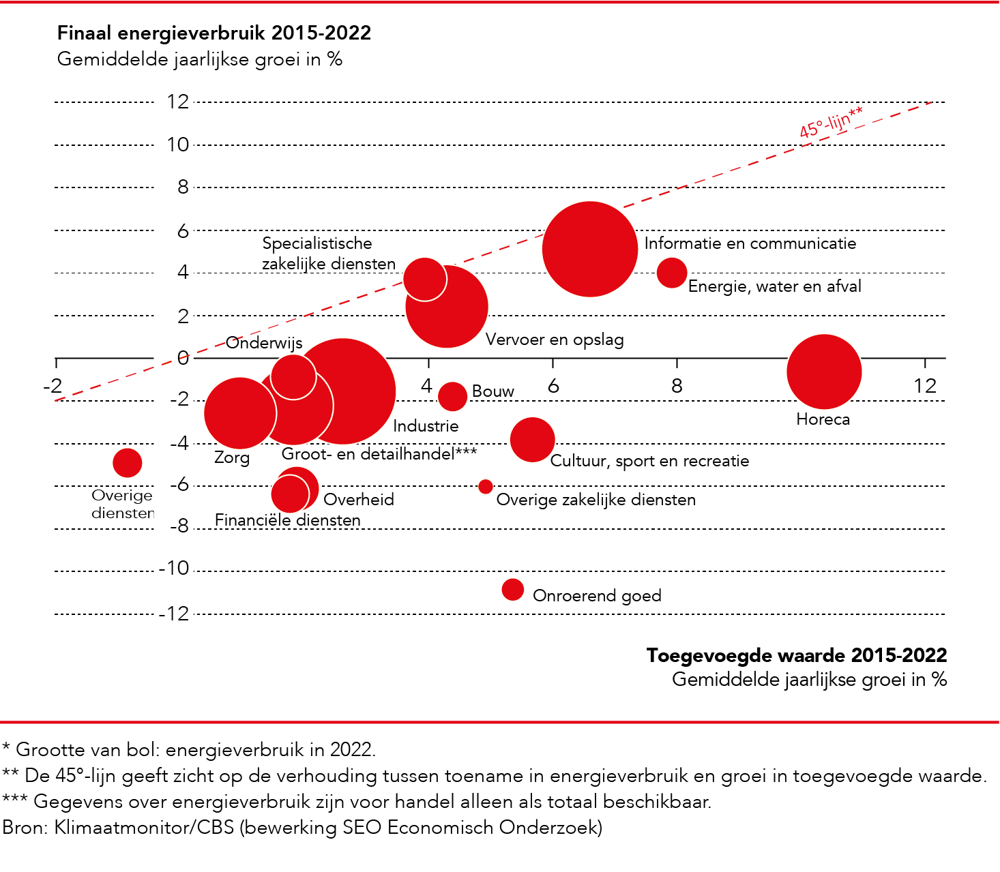 Finaal energieverbruik 2015-2022
Gemiddelde jaarlijkse groei in %
12
45°-lijn**
10
8
6
Specialistische
zakelijke diensten
Informatie en communicatie
4
Energie, water en afval
2
Onderwijs
Vervoer en opslag
0
-2
4
6
8
12
Bouw
-2
Horeca
Industrie
-4
Zorg
Groot- en detailhandel***
Cultuur, sport en recreatie
-6
Overige
diensten
Overheid
Overige zakelijke diensten
Financiële diensten
-8
-10
Onroerend goed
-12
Toegevoegde waarde 2015-2022
Gemiddelde jaarlijkse groei in %
* Grootte van bol: energieverbruik in 2022.
** De 45°-lijn geeft zicht op de verhouding tussen toename in energieverbruik en groei in toegevoegde waarde.
*** Gegevens over energieverbruik zijn voor handel alleen als totaal beschikbaar.
Bron: Klimaatmonitor/CBS (bewerking SEO Economisch Onderzoek)